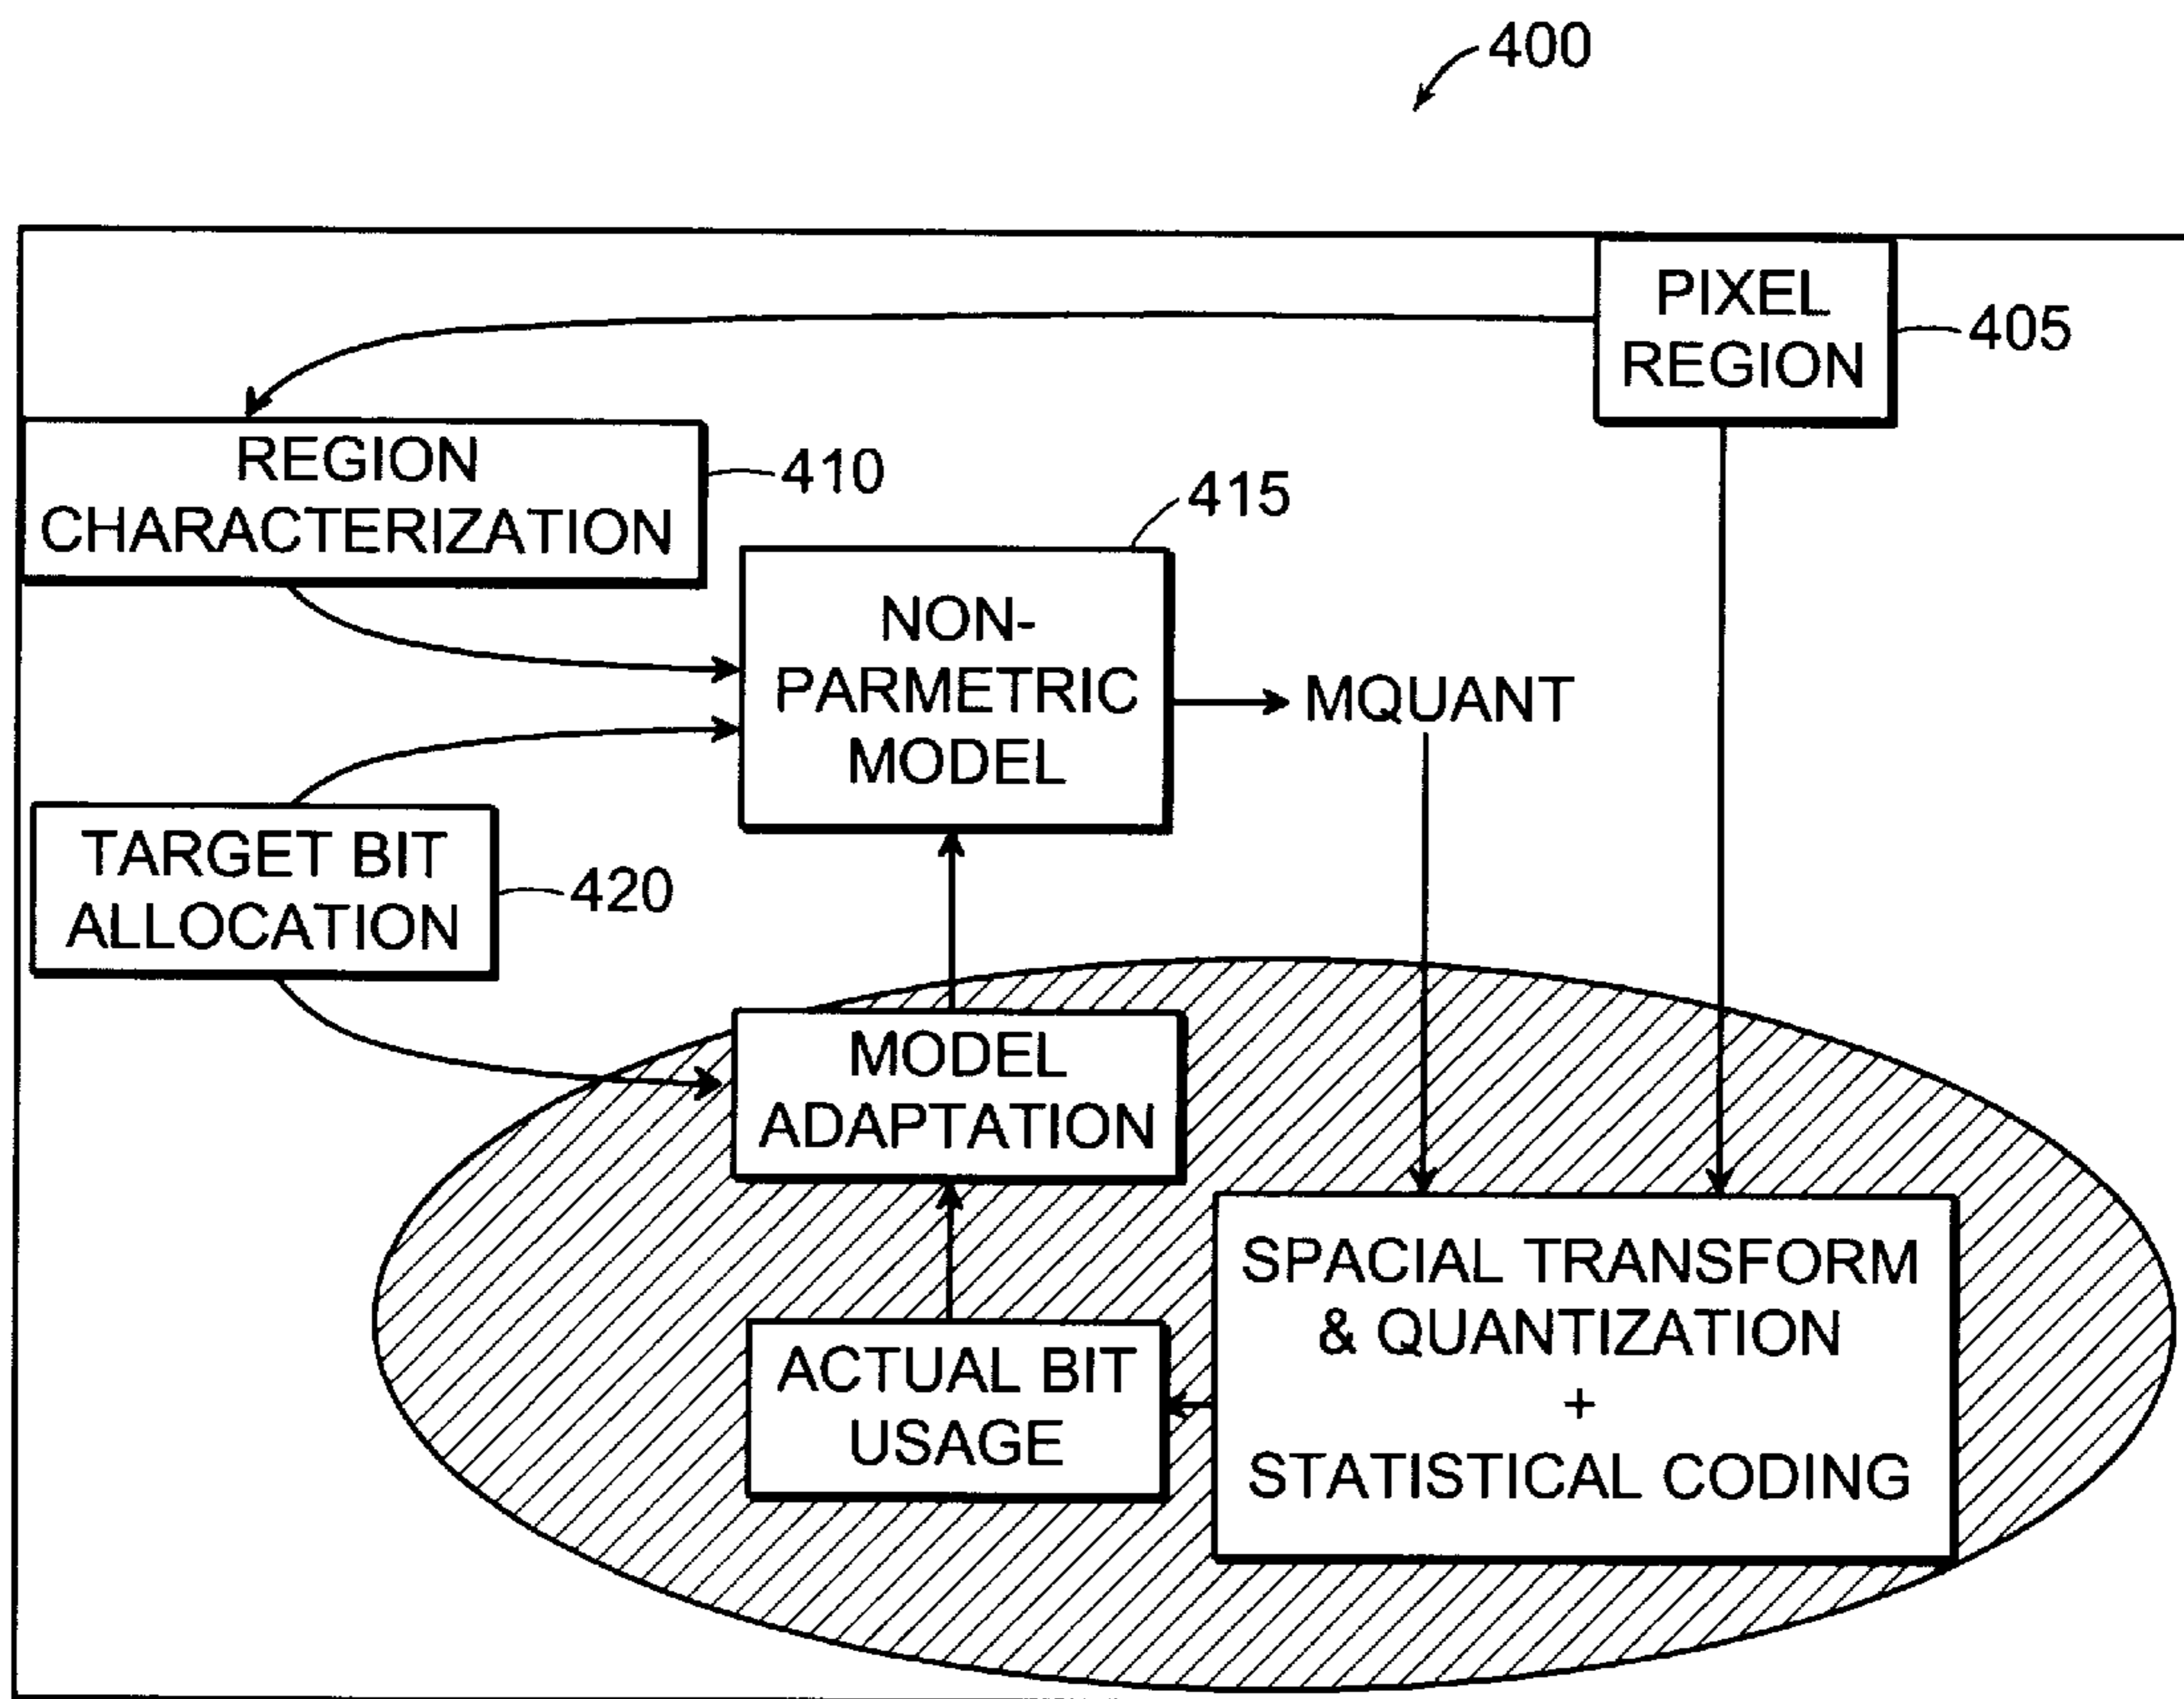 400
PIXEL
REGION
405
REGION
CHARACTERIZATION
410
415
NON-
PARMETRIC
MODEL
MQUANT
TARGET BIT
ALLOCATION
420
MODEL
ADAPTATION
SPACIAL TRANSFORM
& QUANTIZATION
+
STATISTICAL CODING
ACTUAL BIT
USAGE